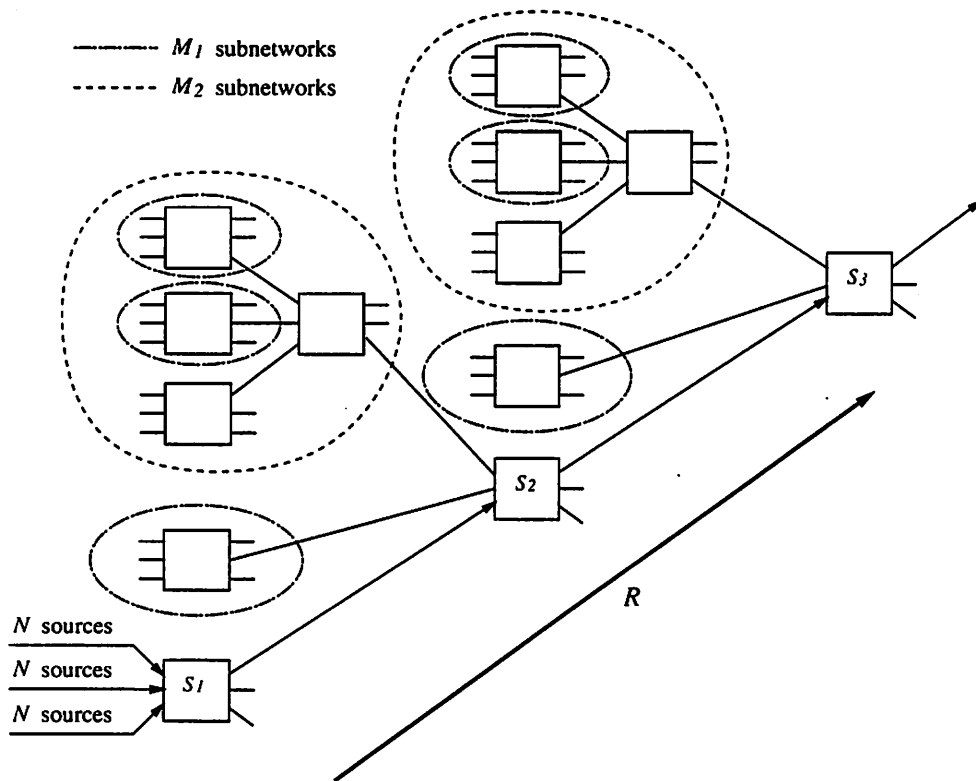 M1 subnetworks
M2 subnetworks
S3
S2
R
N sources
N sources
S1
N sources